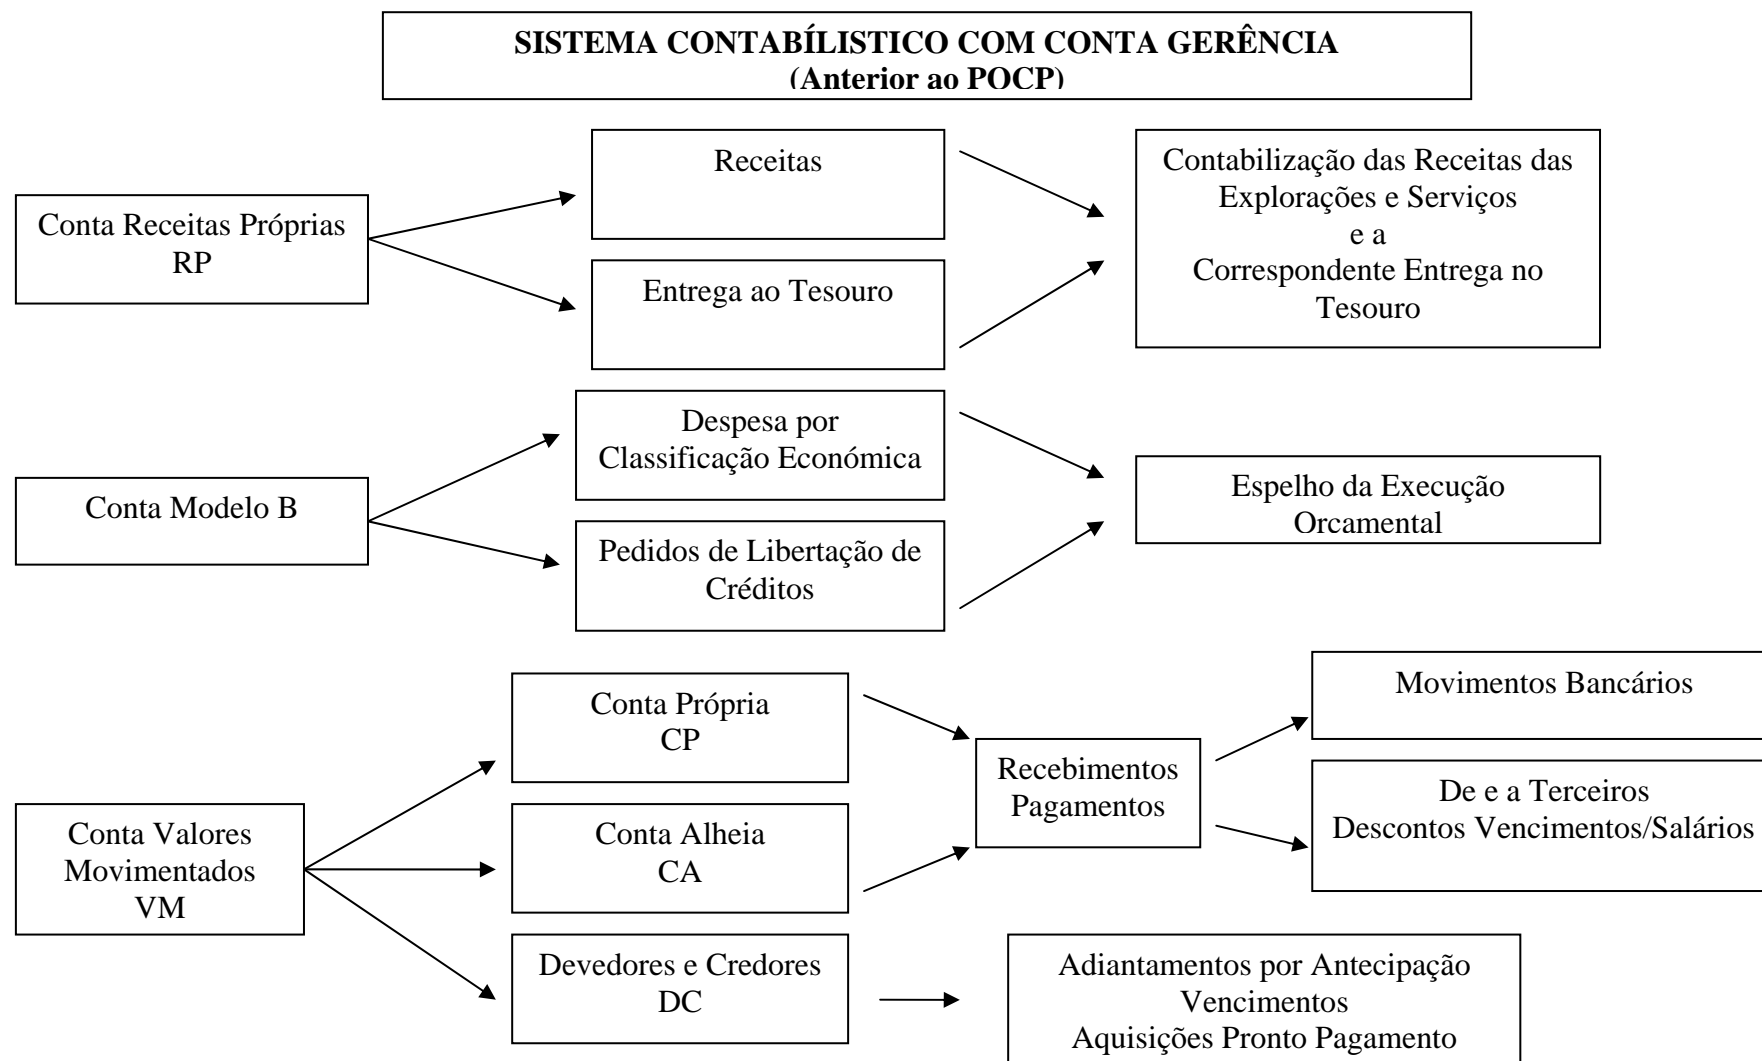 SISTEMA CONTABÍLISTICO COM CONTA GERÊNCIA
(Anterior ao POCP)
Conta Receitas Próprias
RP
Receitas
Entrega ao Tesouro
Contabilização das Receitas das
Explorações e Serviços
e a
Correspondente Entrega no
Tesouro
Conta Modelo B
Despesa por
Classificação Económica
Pedidos de Libertação de
Créditos
Espelho da Execução
Orcamental
Conta Valores
Movimentados
VM
Conta Própria
CP
Conta Alheia
CA
Devedores e Credores
DC
Recebimentos
Pagamentos
Movimentos Bancários
De e a Terceiros
Descontos Vencimentos/Salários
Adiantamentos por Antecipação
Vencimentos
Aquisições Pronto Pagamento